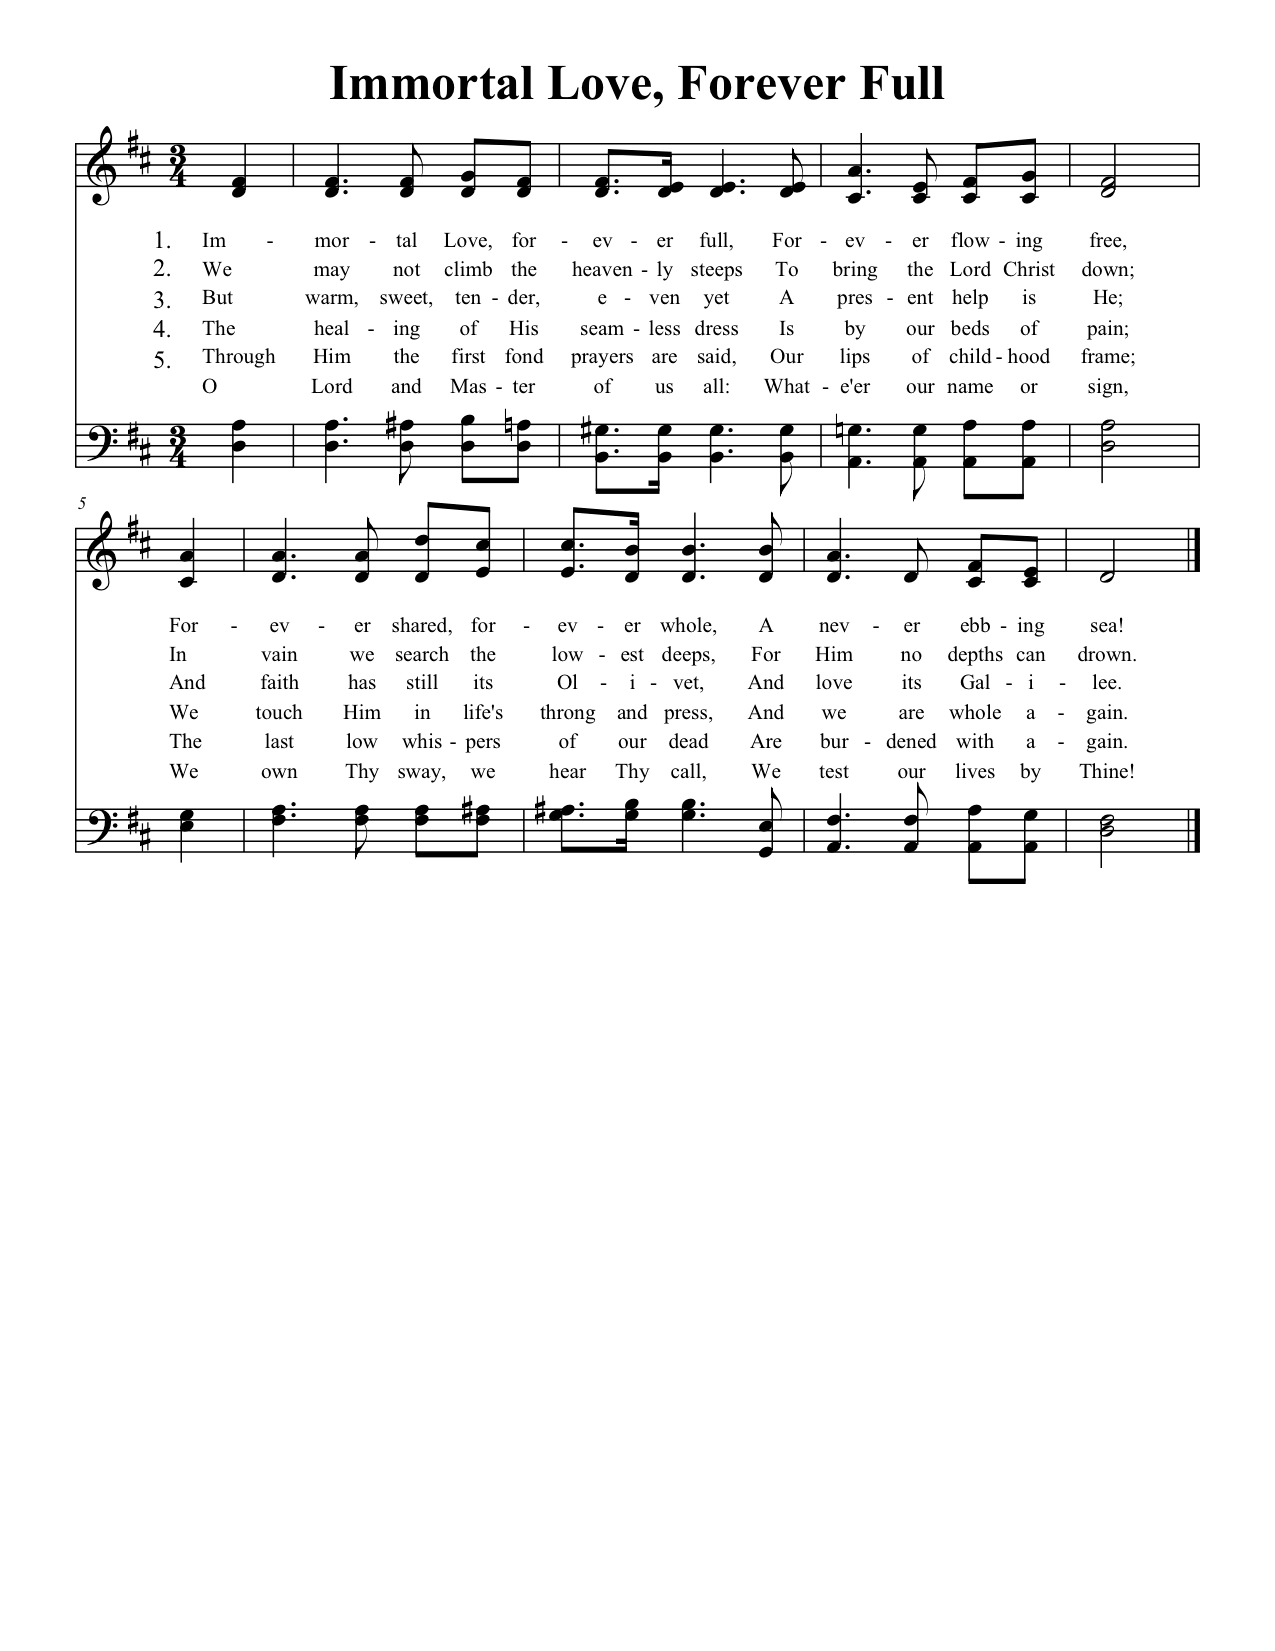 Immortal Love, Forever Full
3
4
1. Im - mor - tal Love, for - ev - er full, For - ev - er flow - ing free,
2. We may not climb the heaven - ly steeps To bring the Lord Christ down;
3. But warm, sweet, ten - der, e - ven yet A pres - ent help is He;
4. The heal - ing of His seam - less dress Is by our beds of pain;
5. Through Him the first fond prayers are said, Our lips of child - hood frame;
O Lord and Mas - ter of us all: What - e'er our name or sign,
3
4
5
For - ev - er shared, for - ev - er whole, A nev - er ebb - ing sea!
In vain we search the low - est deeps, For Him no depths can drown.
And faith has still its Ol - i - vet, And love its Gal - i - lee.
We touch Him in life's throng and press, And we are whole a - gain.
The last low whis - pers of our dead Are bur - dened with a - gain.
We own Thy sway, we hear Thy call, We test our lives by Thine!